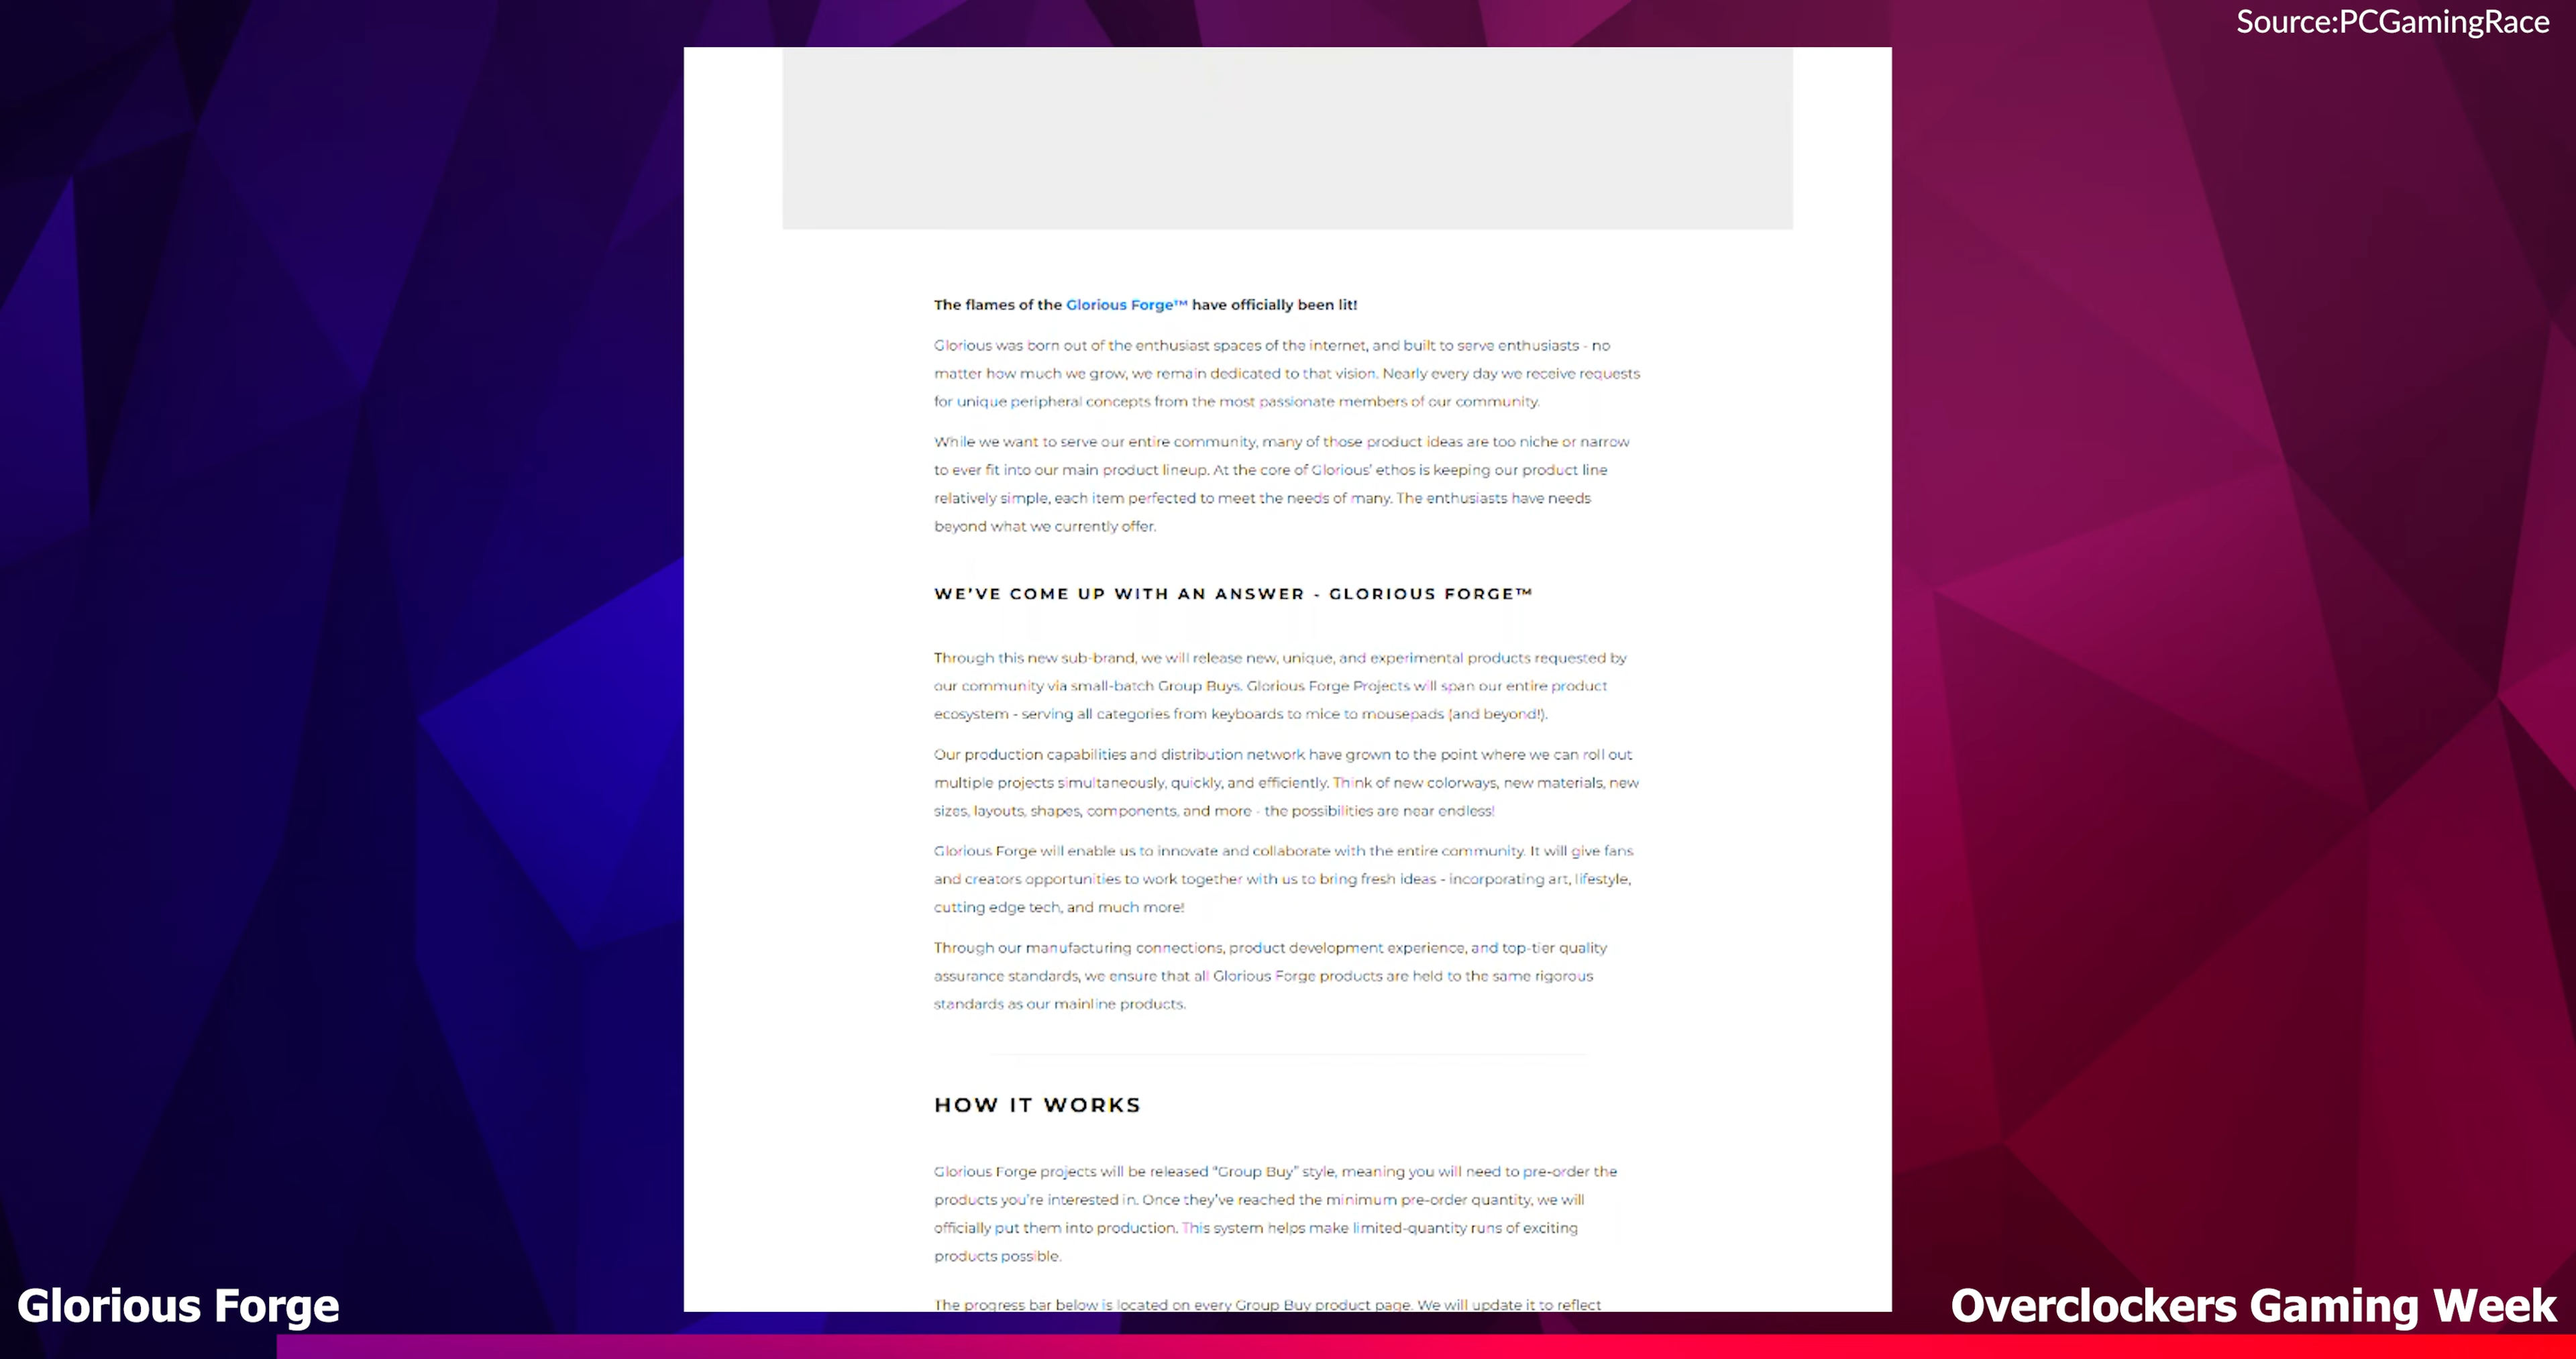 Source:PCGamingRace
The flames of the Glorious Forge™ have officially been lit!
Glorious was born out of the enthusiast spaces of the internet, and built to serve enthusiasts - no
matter how much we grow, we remain dedicated to that vision. Nearly every day we receive requests
for unique peripheral concepts from the most passionate members of our community.
While we want to serve our entire community, many of those product ideas are too niche or narrow
to ever fit into our main product lineup. At the core of Glorious' ethos is keeping our product line
relatively simple, each item perfected to meet the needs of many. The enthusiasts have needs
beyond what we currently offer.
WE'VE COME UP WITH AN ANSWER - GLORIOUS FORGE™
Through this new sub-brand, we will release new, unique, and experimental products requested by
our community via small-batch Group Buys. Glorious Forge Projects will span our entire product
ecosystem - serving all categories from keyboards to mice to mousepads (and beyond!).
Our production capabilities and distribution network have grown to the point where we can roll out
multiple projects simultaneously, quickly, and efficiently. Think of new colorways, new materials, new
sizes, layouts, shapes, components, and more - the possibilities are near endless!
Glorious Forge will enable us to innovate and collaborate with the entire community. It will give fans
and creators opportunities to work together with us to bring fresh ideas - incorporating art, lifestyle,
cutting edge tech, and much more!
Through our manufacturing connections, product development experience, and top-tier quality
assurance standards, we ensure that all Glorious Forge products are held to the same rigorous
standards as our mainline products.
HOW IT WORKS
Glorious Forge projects will be released "Group Buy" style, meaning you will need to pre-order the
products you're interested in. Once they've reached the minimum pre-order quantity, we will
officially put them into production. This system helps make limited-quantity runs of exciting
products possible.
The progress bar below is located on every Group Buy product page. We will update it to reflect
Glorious Forge
Overclockers Gaming Week